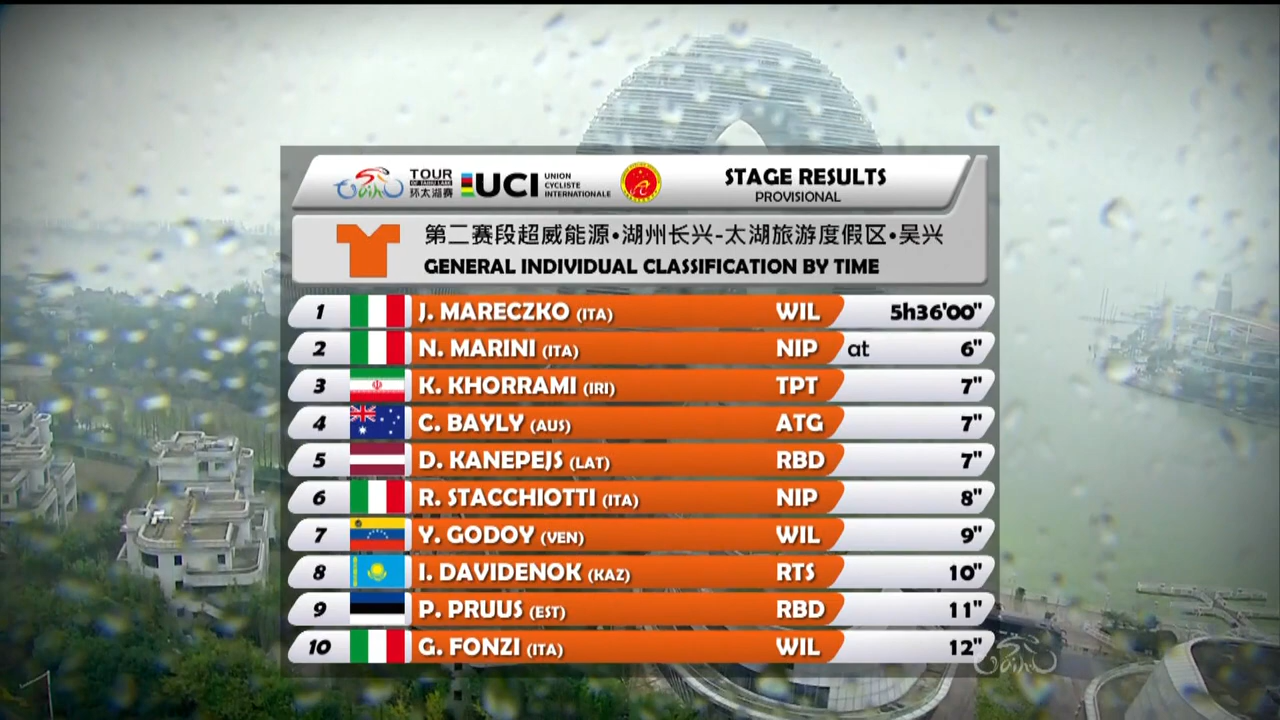 TOUR
OF TAIHU LAKE
环太湖赛
UCI
UNION
CYCLISTE
INTERNATIONALE
STAGE RESULTS
PROVISIONAL
第二赛段超威能源•湖州长兴-太湖旅游度假区•吴兴
GENERAL INDIVIDUAL CLASSIFICATION BY TIME
1 J. MARECZKO (ITA) WIL 5h36'00"
2 N. MARINI (ITA) NIP at 6"
3 K. KHORRAMI (IRI) TPT 7"
4 C. BAYLY (AUS) ATG 7"
5 D. KANEPEJS (LAT) RBD 7"
6 R. STACCHIOTTI (ITA) NIP 8"
7 Y. GODOY (VEN) WIL 9"
8 I. DAVIDENOK (KAZ) RTS 10"
9 P. PRUUS (EST) RBD 11"
10 G. FONZI (ITA) WIL 12"